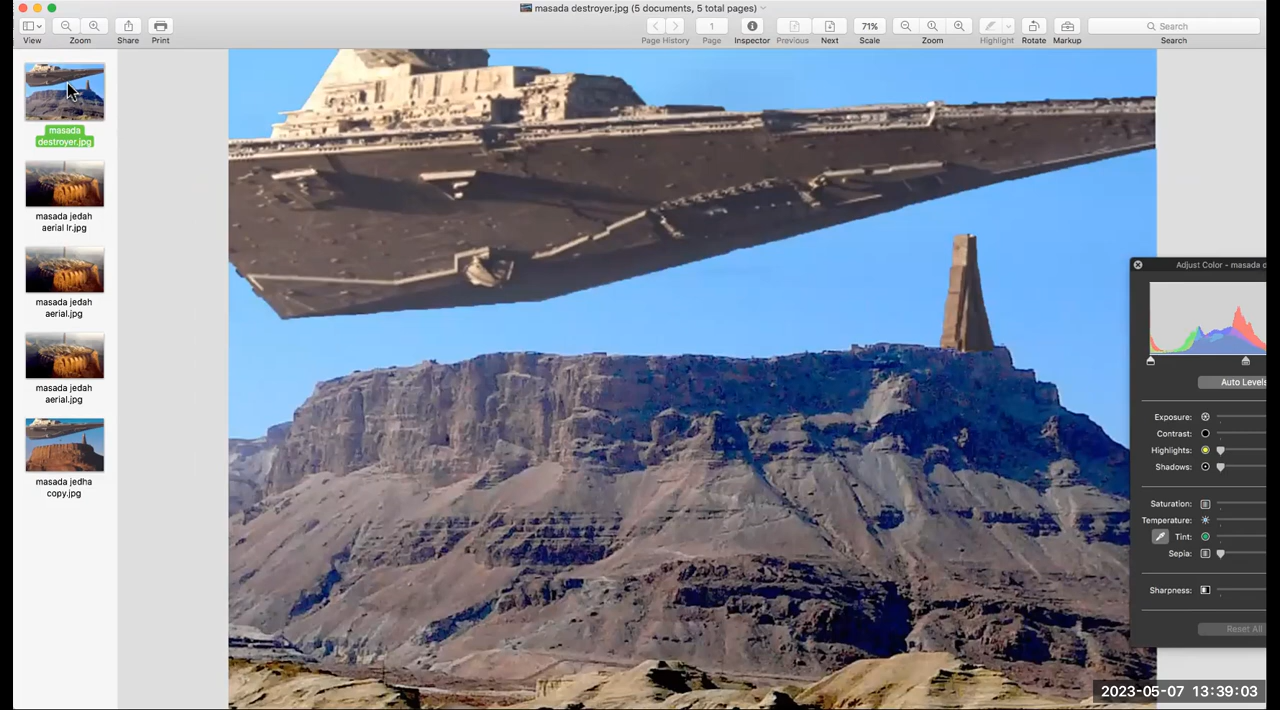 masada destroyer.jpg (5 documents, 5 total pages)
View
Zoom
Share
Print
Page History
1
Page
Inspector
Previous
Next
71%
Scale
Zoom
Highlight
Rotate
Markup
Search
Search
masada
destroyer.jpg
masada jedah
aerial lr.jpg
masada jedah
aerial.jpg
masada jedah
aerial.jpg
masada jedha
copy.jpg
Adjust Color - masada d
Auto Levels
Exposure:
Contrast:
Highlights:
Shadows:
Saturation:
Temperature:
Tint:
Sepia:
Sharpness:
Reset All
2023-05-07 13:39:03